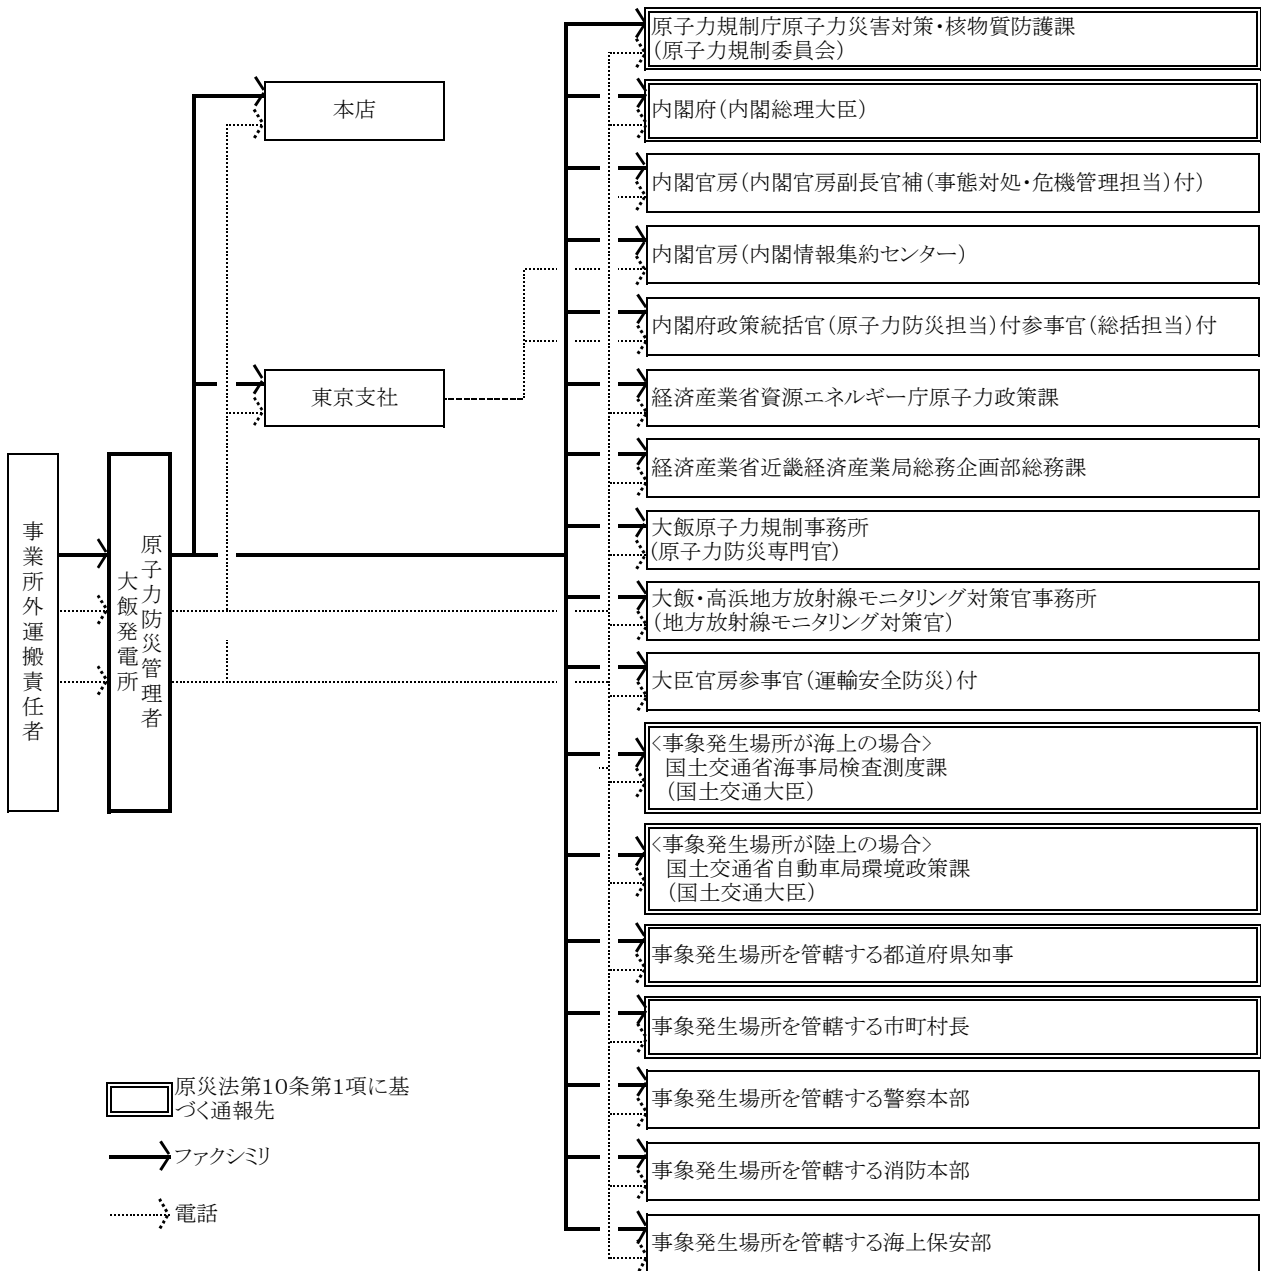 原子力規制庁原子力災害対策・核物質防護課
(原子力規制委員会)
本店
内閣府(内閣総理大臣)
内閣官房(内閣官房副長官補(事態対処・危機管理担当)付)
内閣官房(内閣情報集約センター)
内閣府政策統括官(原子力防災担当)付参事官(総括担当)付
東京支社
経済産業省資源エネルギー庁原子力政策課
経済産業省近畿経済産業局総務企画部総務課
事業所外運搬責任者
原子力防災管理者
大飯発電所
大飯原子力規制事務所
(原子力防災専門官)
大飯・高浜地方放射線モニタリング対策官事務所
(地方放射線モニタリング対策官)
大臣官房参事官(運輸安全防災)付
<事象発生場所が海上の場合>
国土交通省海事局検査測度課
(国土交通大臣)
<事象発生場所が陸上の場合>
国土交通省自動車局環境政策課
(国土交通大臣)
事象発生場所を管轄する都道府県知事
事象発生場所を管轄する市町村長
事象発生場所を管轄する警察本部
事象発生場所を管轄する消防本部
事象発生場所を管轄する海上保安部
原災法第10条第1項に基
づく通報先
ファクシミリ
電話